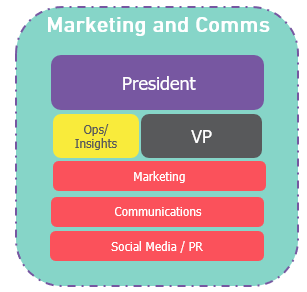 Marketing and Comms
President
Ops/
Insights
VP
Marketing
Communications
Social Media / PR